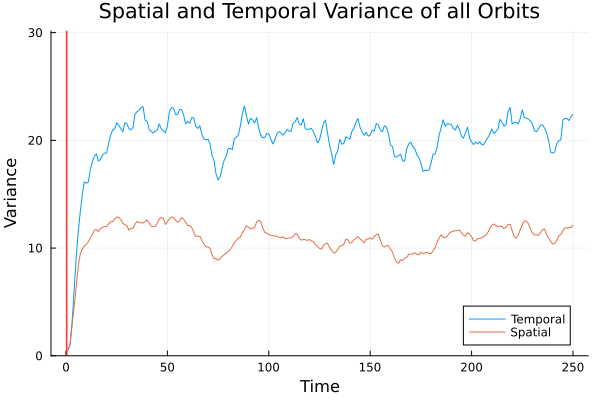 Spatial and Temporal Variance of all Orbits
30
20
10
0
Variance
0 50 100 150 200 250
Time
Temporal
Spatial